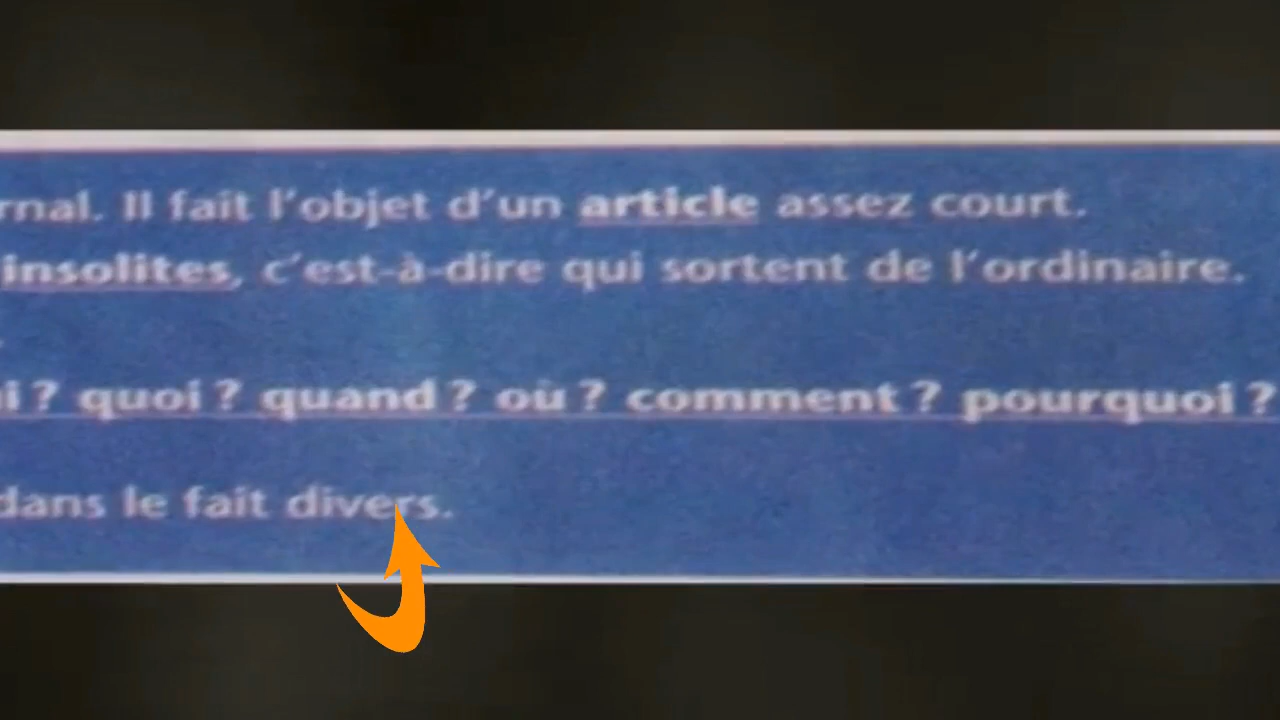 rnal. Il fait l'objet d'un article assez court.
insolites, c'est-à-dire qui sortent de l'ordinaire.
i ? quoi ? quand ? où ? comment ? pourquoi ?
dans le fait divers.